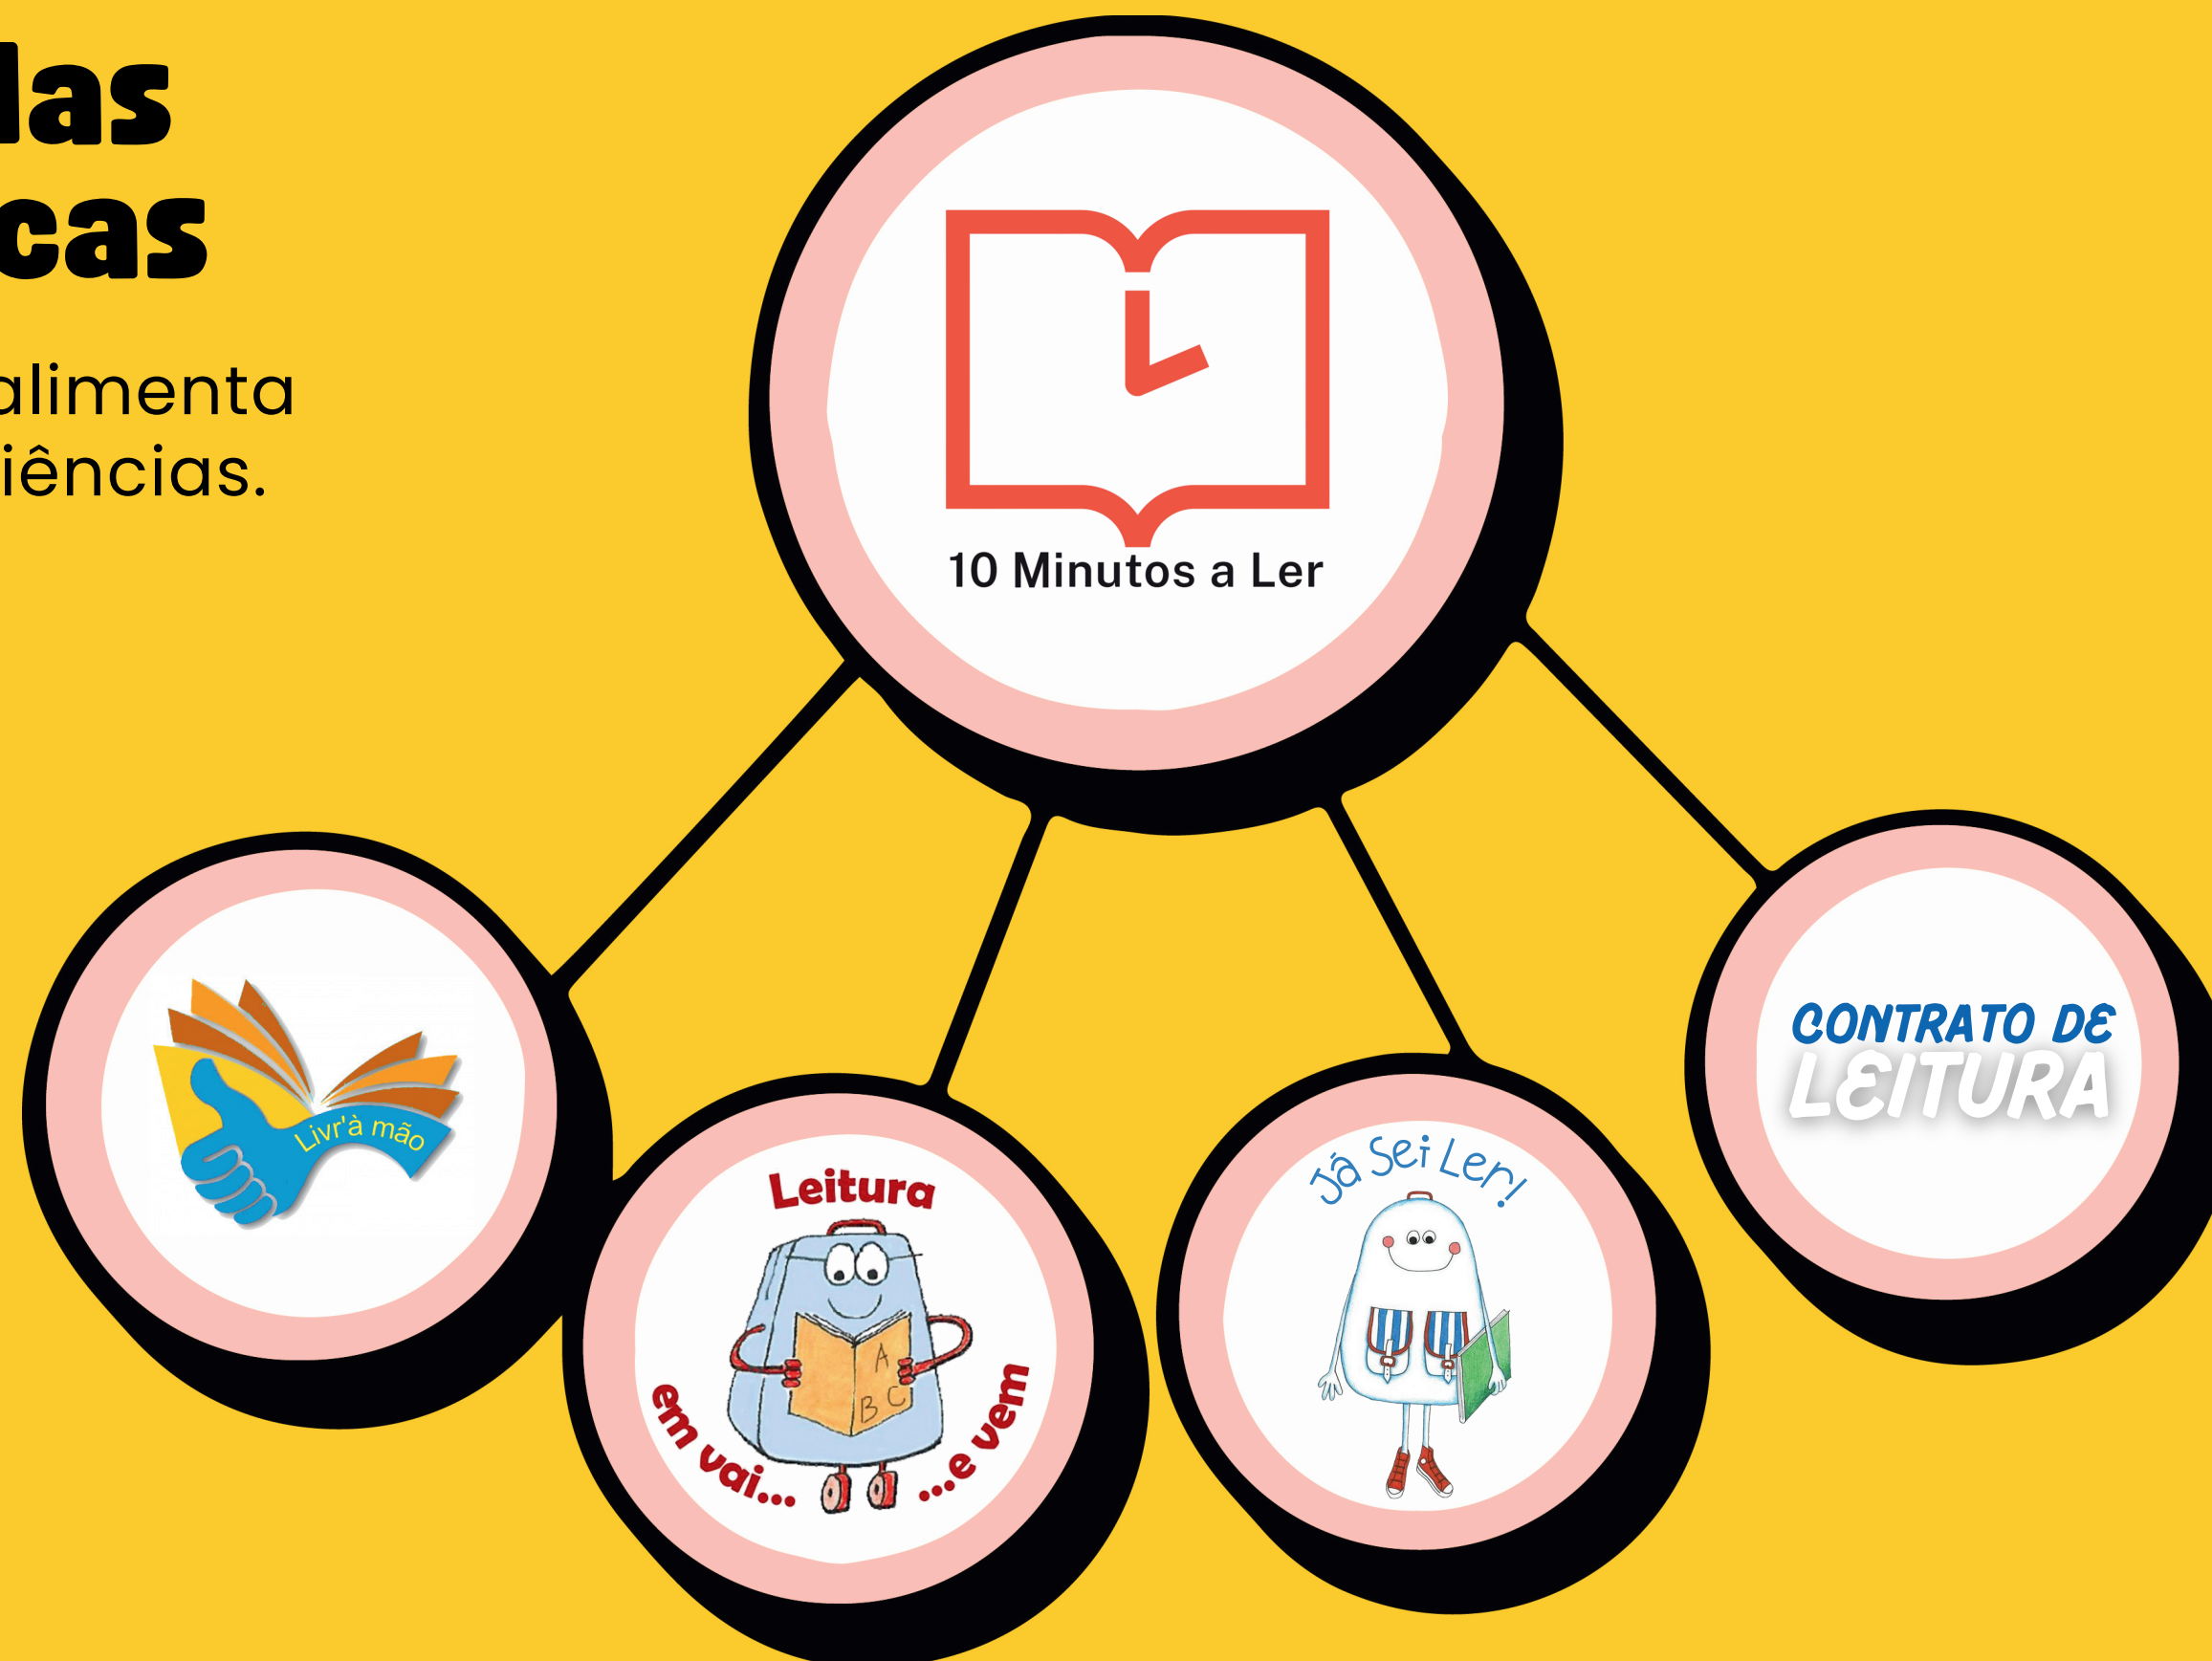 las
cas
alimenta
iências.
10 Minutos a Ler
Livr'à mão
Leitura
em vai...
...e vem
A
B C
Já Sei Ler!
CONTRATO DE
LEITURA